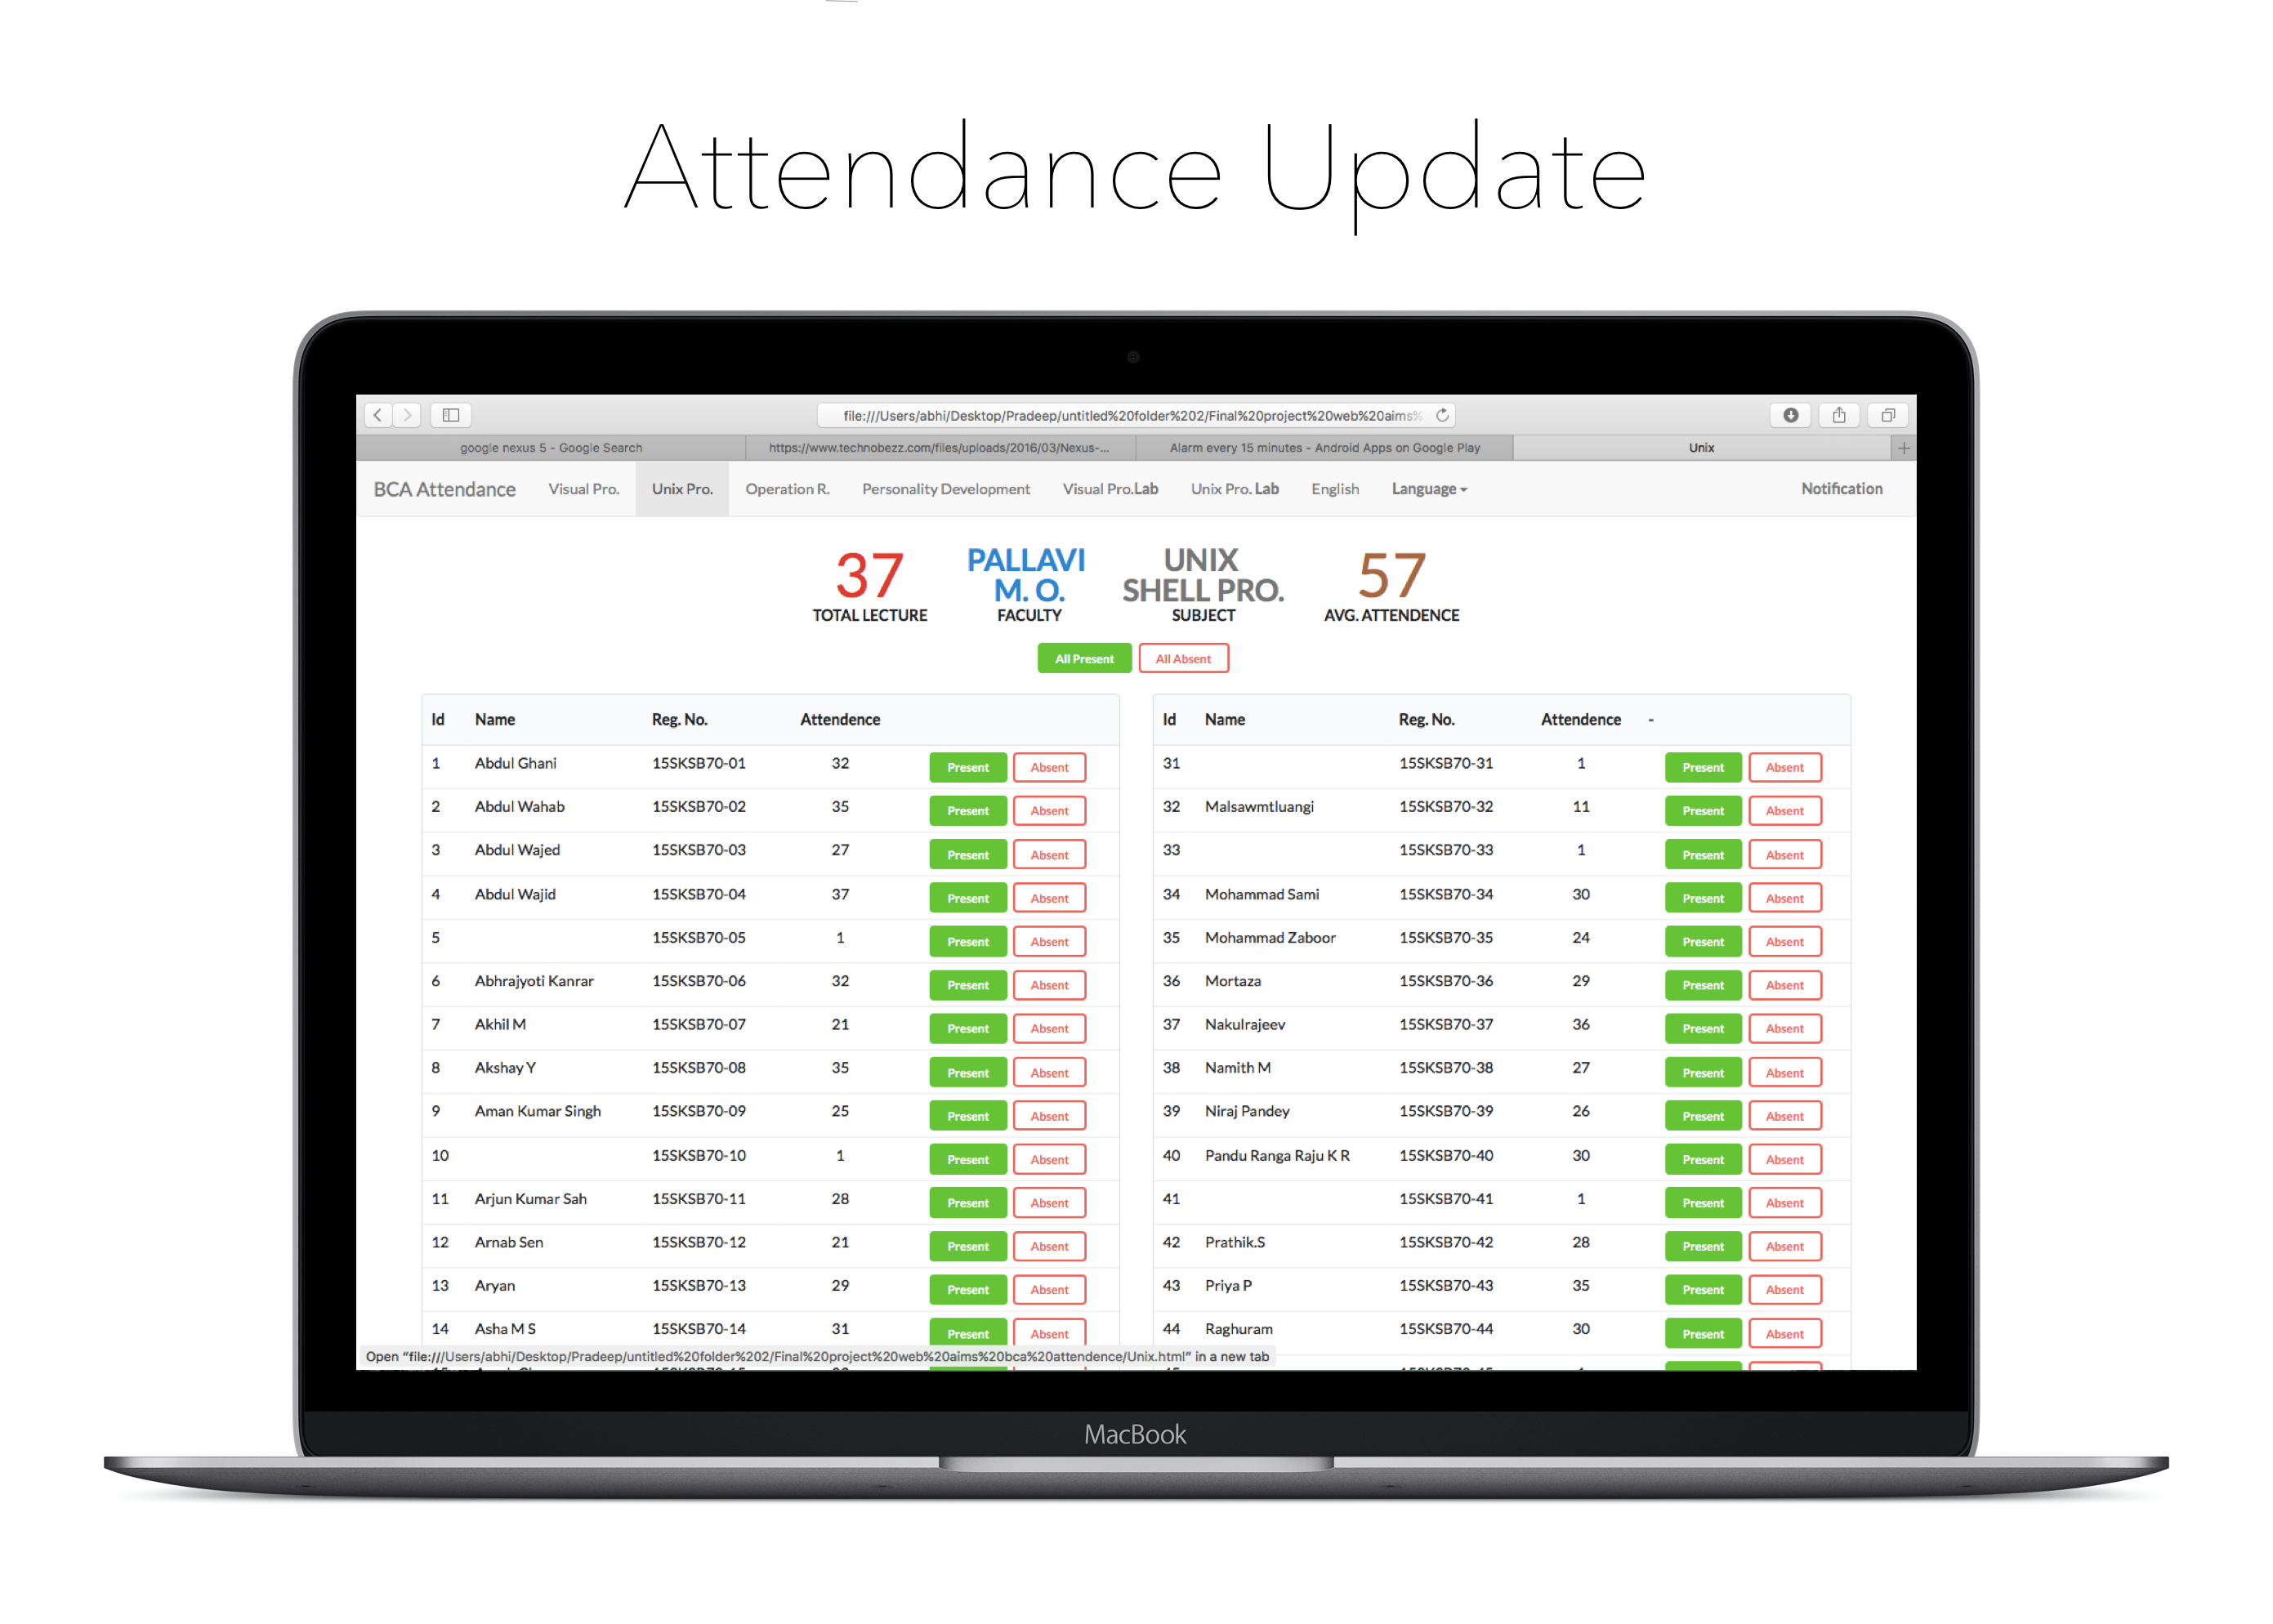 Attendance Update
file:///Users/abhi/Desktop/Pradeep/untitled%20folder%202/Final%20project%20web%20aims%
google nexus 5 - Google Search https://www.technobezz.com/files/uploads/2016/03/Nexus-... Alarm every 15 minutes - Android Apps on Google Play Unix +
BCA Attendance Visual Pro. Unix Pro. Operation R. Personality Development Visual Pro.Lab Unix Pro. Lab English Language Notification
37 TOTAL LECTURE
PALLAVI
M. O.
FACULTY
UNIX
SHELL PRO.
SUBJECT
57
AVG. ATTENDENCE
All Present All Absent
Id Name Reg. No. Attendence
1 Abdul Ghani 15SKSB70-01 32 Present Absent
2 Abdul Wahab 15SKSB70-02 35 Present Absent
3 Abdul Wajed 15SKSB70-03 27 Present Absent
4 Abdul Wajid 15SKSB70-04 37 Present Absent
5 15SKSB70-05 1 Present Absent
6 Abhrajyoti Kanrar 15SKSB70-06 32 Present Absent
7 Akhil M 15SKSB70-07 21 Present Absent
8 Akshay Y 15SKSB70-08 35 Present Absent
9 Aman Kumar Singh 15SKSB70-09 25 Present Absent
10 15SKSB70-10 1 Present Absent
11 Arjun Kumar Sah 15SKSB70-11 28 Present Absent
12 Arnab Sen 15SKSB70-12 21 Present Absent
13 Aryan 15SKSB70-13 29 Present Absent
14 Asha M S 15SKSB70-14 31 Present Absent
Id Name Reg. No. Attendence -
31 15SKSB70-31 1 Present Absent
32 Malsawmtluangi 15SKSB70-32 11 Present Absent
33 15SKSB70-33 1 Present Absent
34 Mohammad Sami 15SKSB70-34 30 Present Absent
35 Mohammad Zaboor 15SKSB70-35 24 Present Absent
36 Mortaza 15SKSB70-36 29 Present Absent
37 Nakulrajeev 15SKSB70-37 36 Present Absent
38 Namith M 15SKSB70-38 27 Present Absent
39 Niraj Pandey 15SKSB70-39 26 Present Absent
40 Pandu Ranga Raju K R 15SKSB70-40 30 Present Absent
41 15SKSB70-41 1 Present Absent
42 Prathik.S 15SKSB70-42 28 Present Absent
43 Priya P 15SKSB70-43 35 Present Absent
44 Raghuram 15SKSB70-44 30 Present Absent
Open "file:///Users/abhi/Desktop/Pradeep/untitled%20folder%202/Final%20project%20web%20aims%20bca%20attendence/Unix.html" in a new tab
MacBook